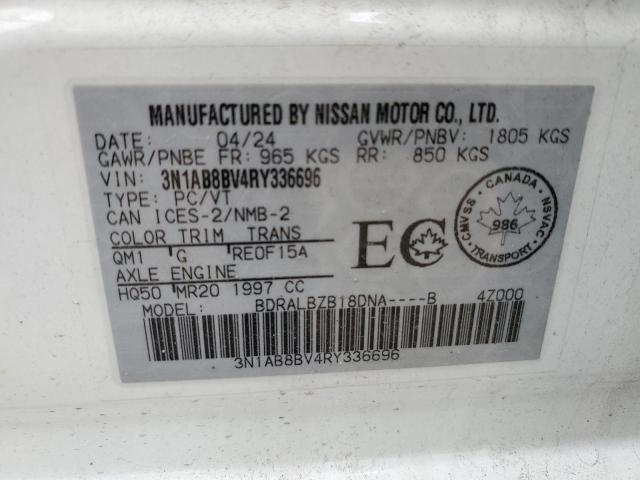 MANUFACTURED BY NISSAN MOTOR CO., LTD.
DATE: 04/24 GVWR/PNBV: 1805 KGS
GAWR/PNBE FR: 965 KGS RR: 850 KGS
VIN: 3N1AB8BV4RY336696
TYPE: PC/VT
CAN ICES-2/NMB-2
COLOR TRIM TRANS
QM1 G RE0F15A
AXLE ENGINE
HQ50 MR20 1997 CC
MODEL: BDRALBZB18DNA----B 4Z000
3N1AB8BV4RY336696
EC
CANADA
CMVSS NSVAC
986
TRANSPORT